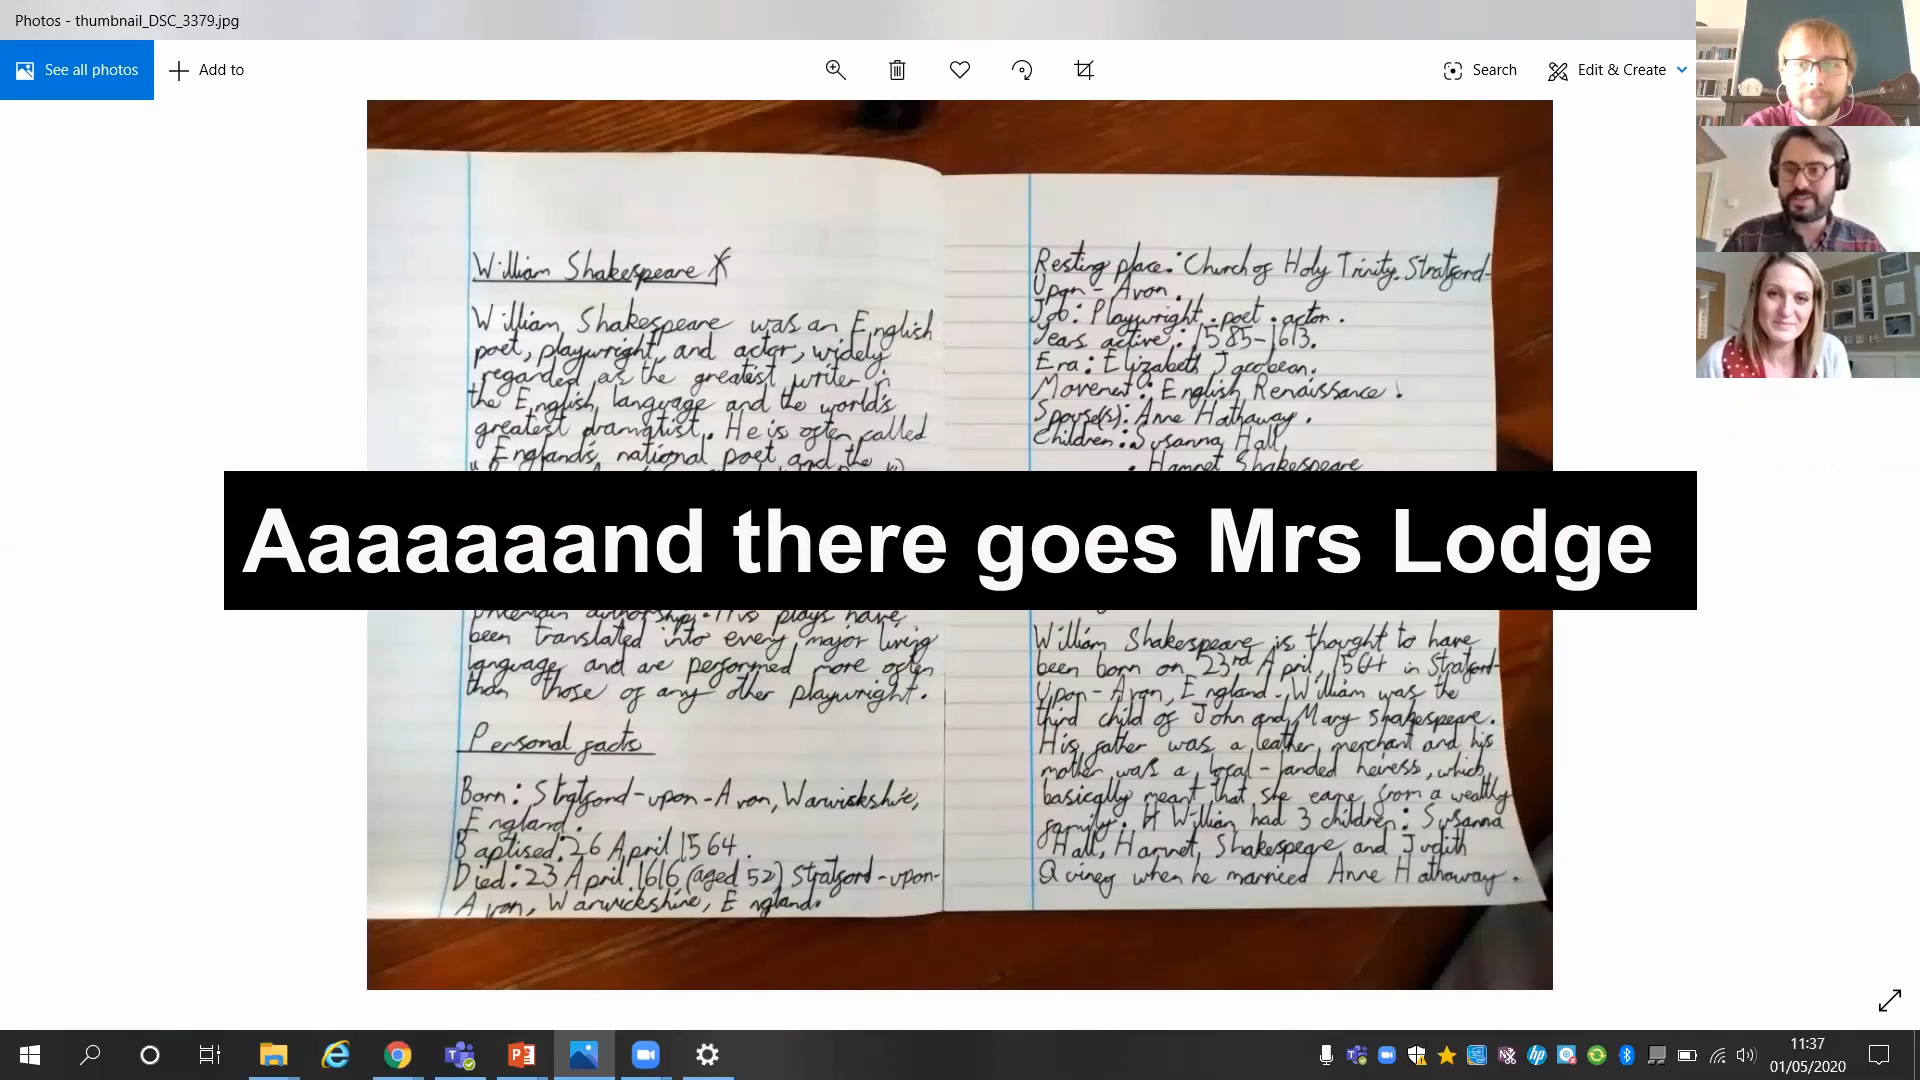 Photos - thumbnail_DSC_3379.jpg
See all photos
Add to
Search
Edit & Create
William Shakespeare
William Shakespeare was an English
poet, playwright, and actor, widely
regarded as the greatest writer in
the English language and the world's
greatest dramatist. He is often called
England's national poet and the
Aaaaaaand there goes Mrs Lodge
uncertain authorship. His plays have
been translated into every major living
language and are performed more often
than those of any other playwright.
Personal facts
Born: Stratford-upon-Avon, Warwickshire,
England.
Baptised: 26 April 1564.
Died: 23 April 1616 (aged 52) Stratford-upon-
Avon, Warwickshire, England.
Resting place: Church of Holy Trinity. Stratford-
Upon-Avon.
Job: Playwright . poet . actor .
Years active: 1585-1613.
Era: Elizabeth Jacobean.
Movenet: English Renaissance.
Spouse(s): Anne Hathaway.
Children: Susanna Hall
. Hamnet Shakespeare
William Shakespeare is thought to have
been born on 23rd April, 1564 in Stratford-
Upon-Avon, England. William was the
third child of John and Mary Shakespeare.
His father was a leather merchant and his
mother was a local-landed heiress, which
basically meant that she came from a wealthy
family. William had 3 children: Susanna
Hall, Hamnet Shakespeare and Judith
Quiney when he married Anne Hathaway.
11:37
01/05/2020